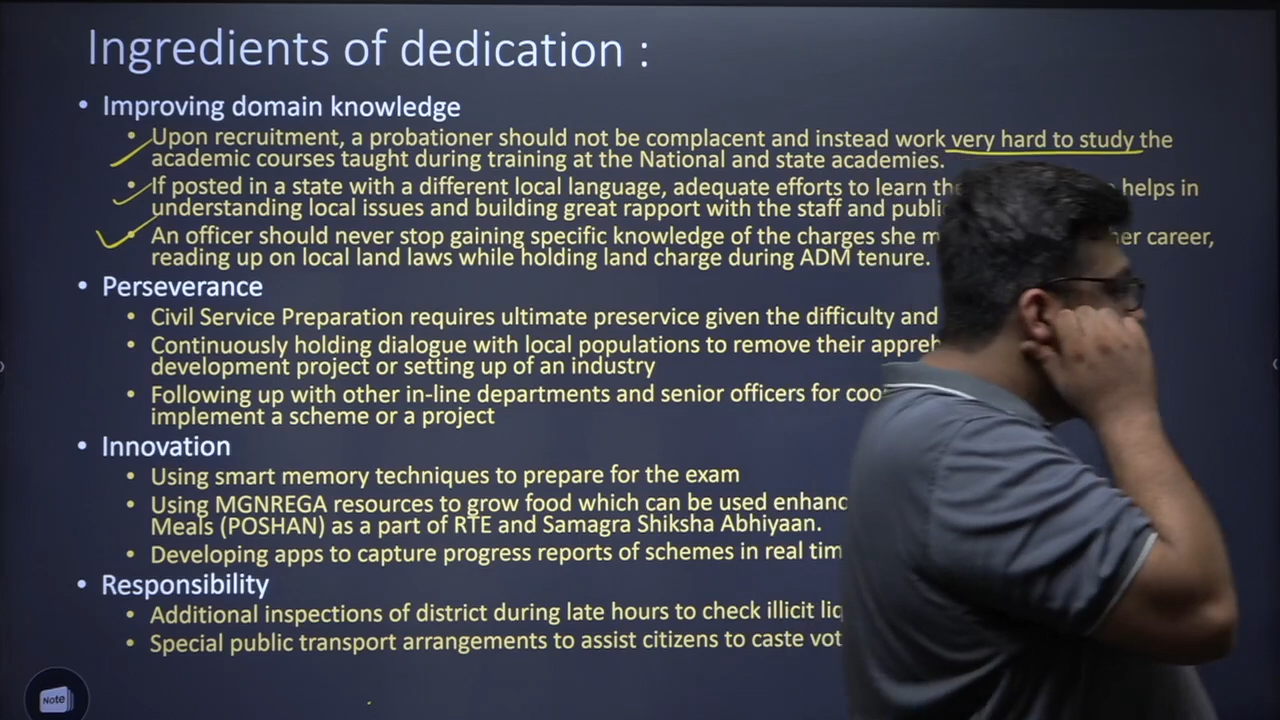 Ingredients of dedication :
• Improving domain knowledge
• Upon recruitment, a probationer should not be complacent and instead work very hard to study the
academic courses taught during training at the National and state academies.
• If posted in a state with a different local language, adequate efforts to learn helps in
understanding local issues and building great rapport with the staff and
• An officer should never stop gaining specific knowledge of the charges she career,
reading up on local land laws while holding land charge during ADM tenure.
• Perseverance
• Civil Service Preparation requires ultimate preservice given the difficulty and
• Continuously holding dialogue with local populations to remove their
development project or setting up of an industry
• Following up with other in-line departments and senior officers for
implement a scheme or a project
• Innovation
• Using smart memory techniques to prepare for the exam
• Using MGNREGA resources to grow food which can be used
Meals (POSHAN) as a part of RTE and Samagra Shiksha Abhiyaan.
• Developing apps to capture progress reports of schemes in real
• Responsibility
• Additional inspections of district during late hours to check illicit
• Special public transport arrangements to assist citizens to caste
Note